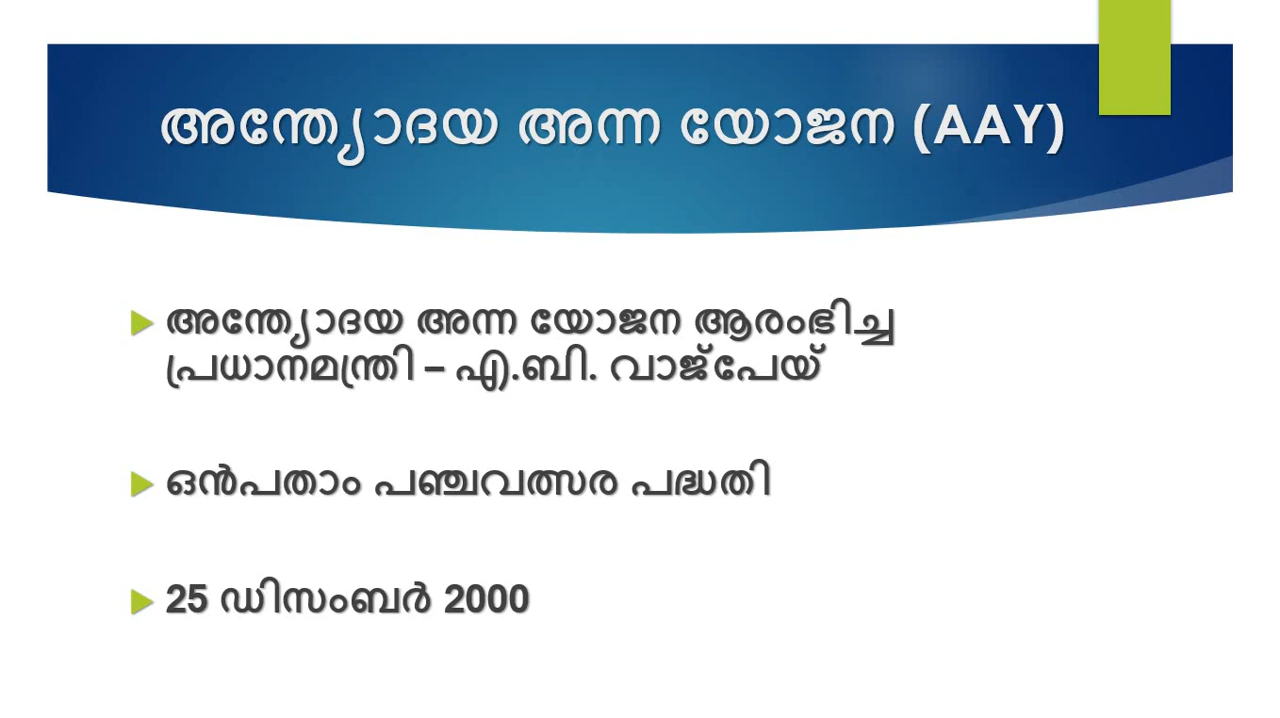 അന്ത്യോദയ അന്ന യോജന (AAY)
അന്ത്യോദയ അന്ന യോജന ആരംഭിച്ച
പ്രധാനമന്ത്രി – എ.ബി. വാജ്പേയ്
ഒൻപതാം പഞ്ചവത്സര പദ്ധതി
25 ഡിസംബർ 2000